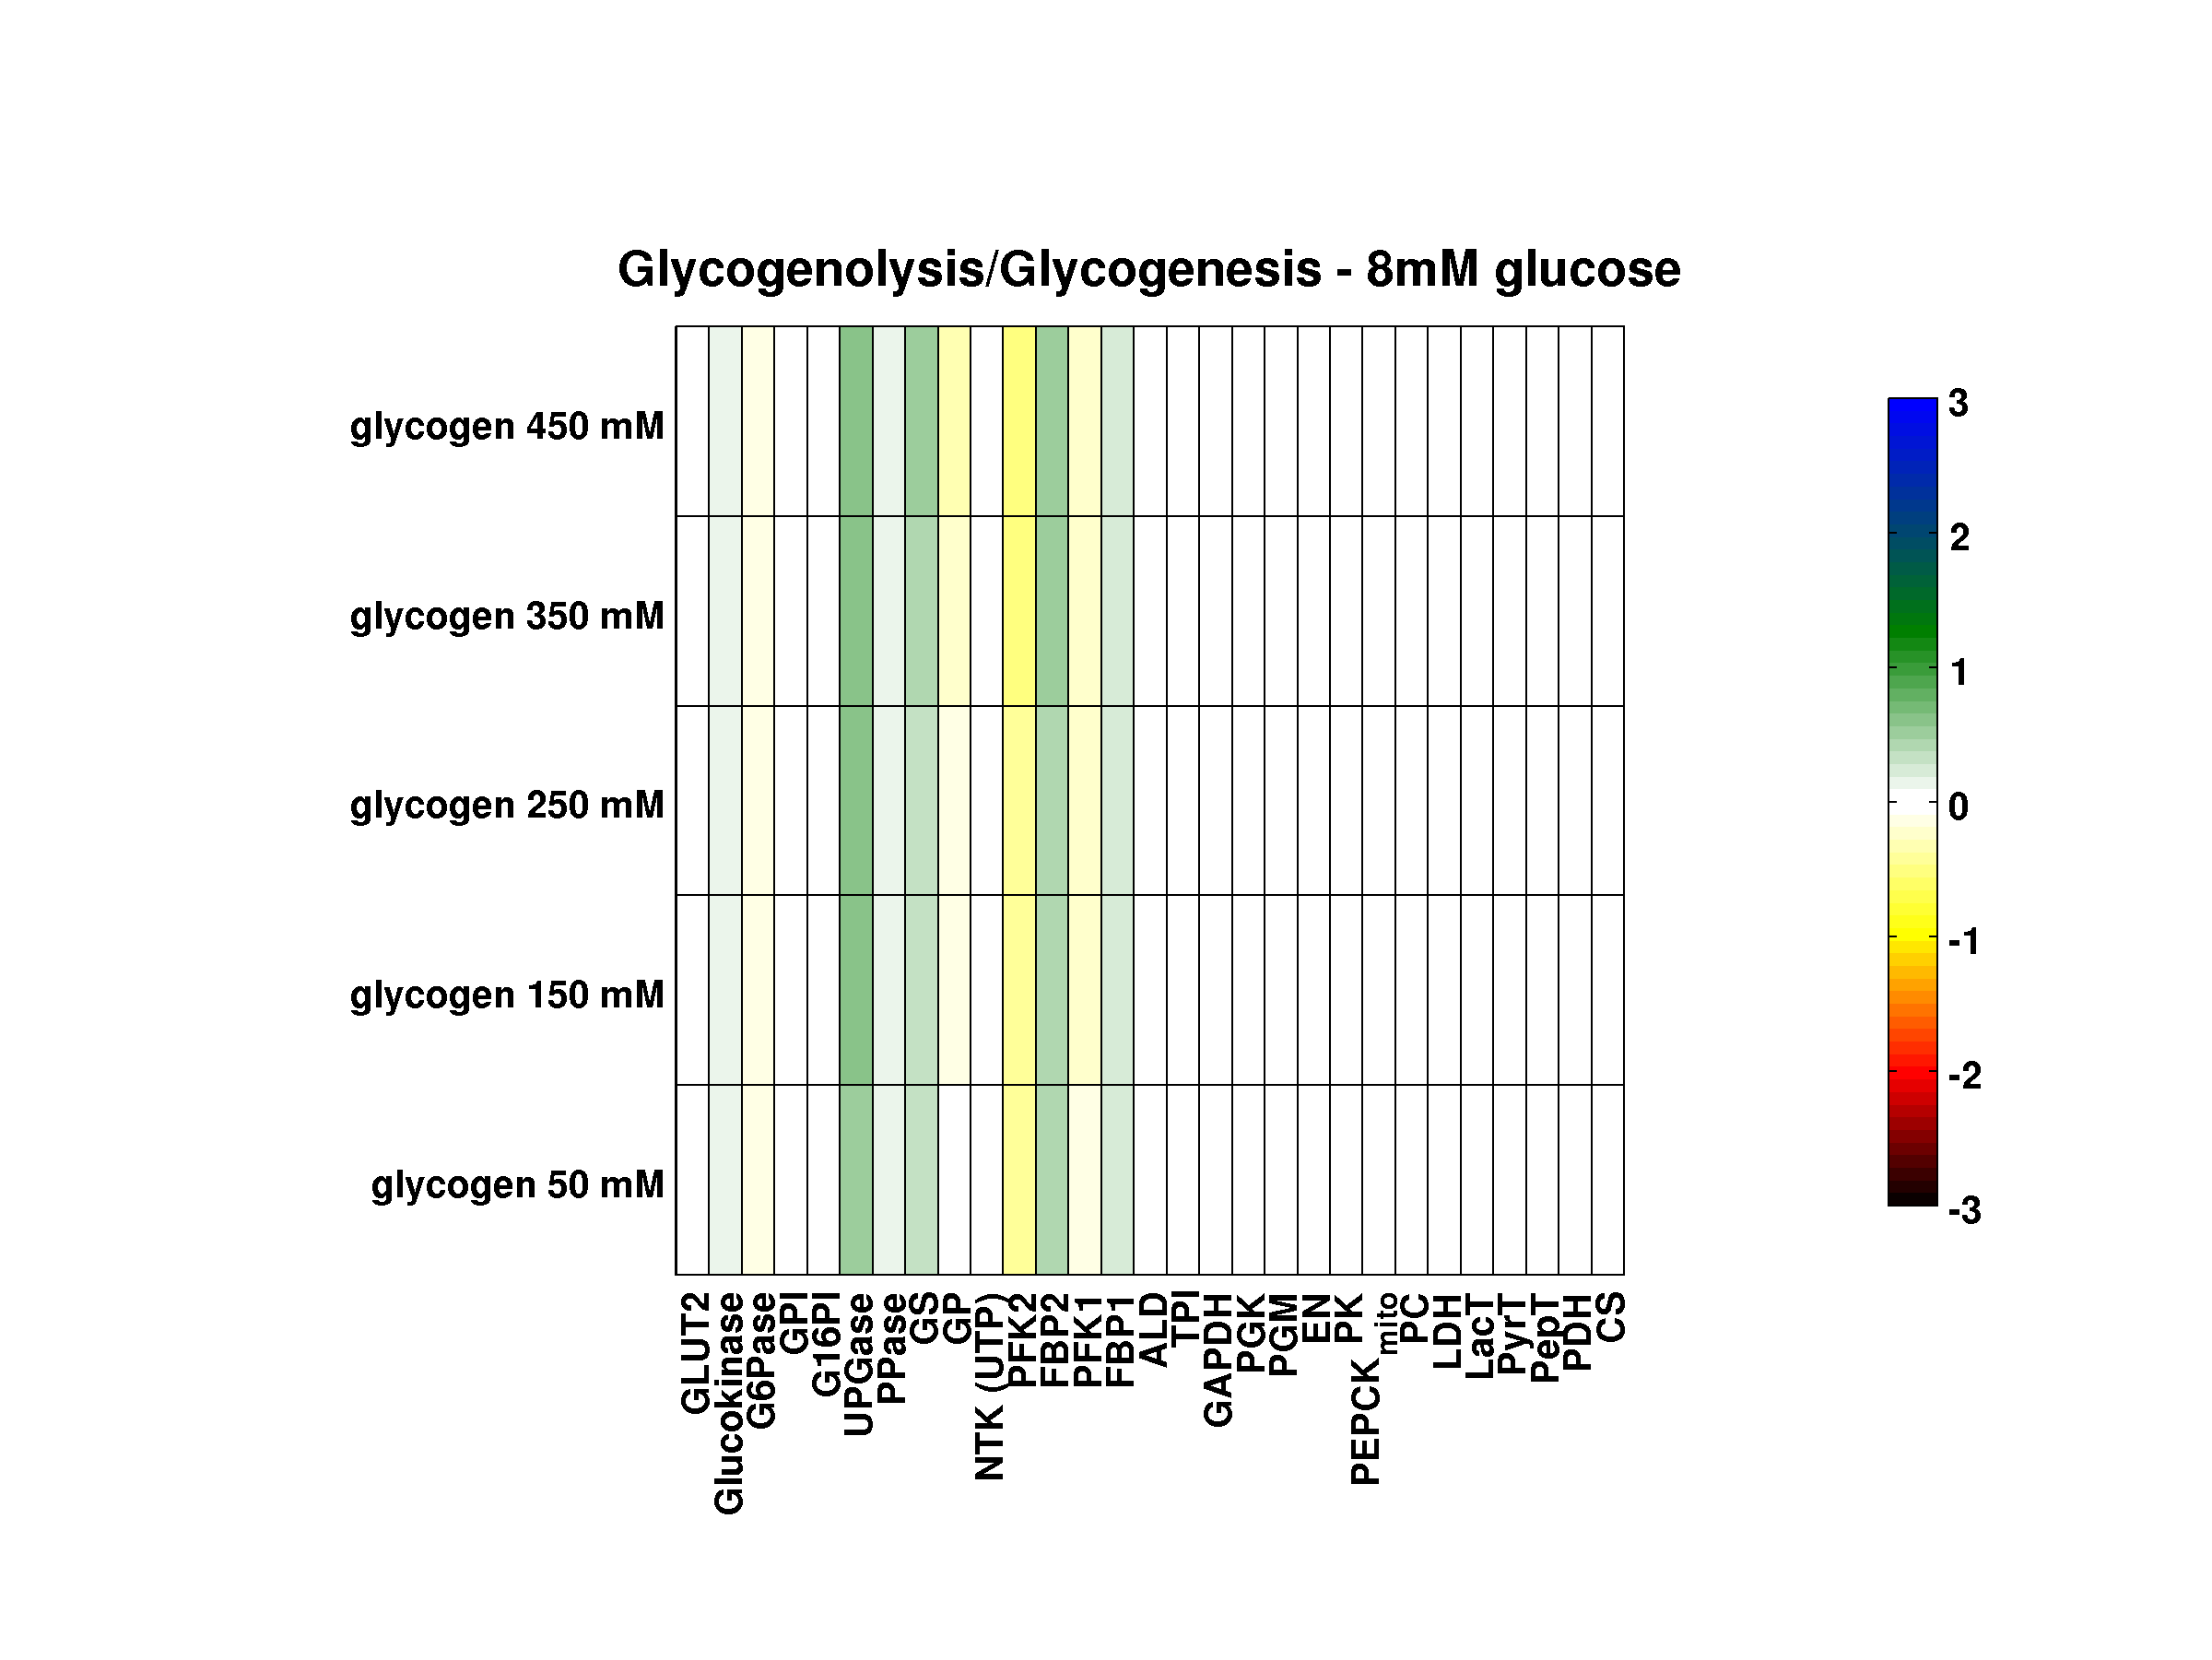 Glycogenolysis/Glycogenesis - 8mM glucose
glycogen 450 mM
glycogen 350 mM
glycogen 250 mM
glycogen 150 mM
glycogen 50 mM
GLUT2
Glucokinase
G6Pase
GPI
G16PI
UPGase
PPase
GS
GP
NTK (UTP)
PFK2
FBP2
PFK1
FBP1
ALD
TPI
GAPDH
PGK
PGM
EN
PK
PEPCKmito
PC
LDH
LacT
PyrT
PepT
PDH
CS
3
2
1
0
-1
-2
-3